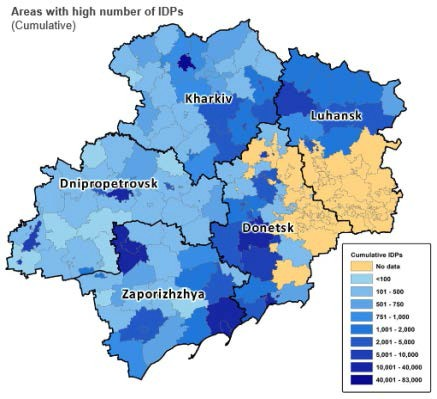 Areas with high number of IDPs
(Cumulative)
Kharkiv
Luhansk
Dnipropetrovsk
Donetsk
Zaporizhzhya
Cumulative IDPs
No data
<100
101 - 500
501 - 750
751 - 1,000
1,001 - 2,000
2,001 - 5,000
5,001 - 10,000
10,001 - 40,000
40,001 - 83,000